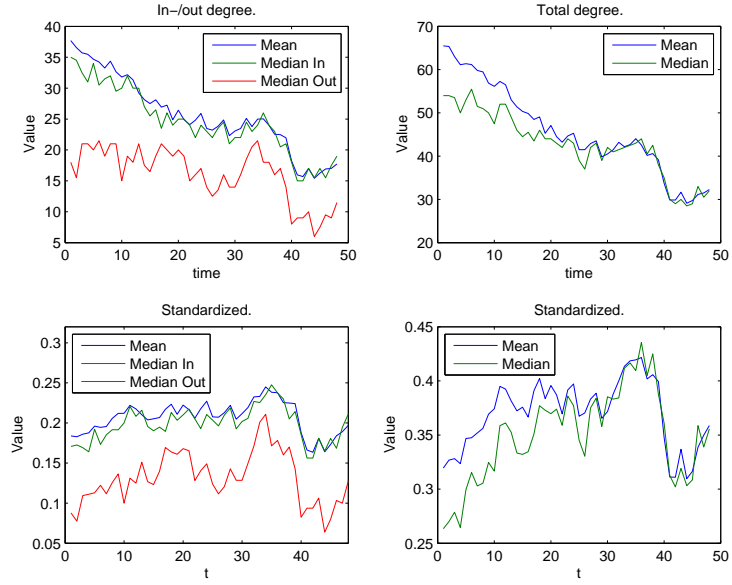 In−/out degree.
40
35
30
25
20
15
10
5
Value
0
10
20
30
40
50
time
Mean
Median In
Median Out
Total degree.
70
60
50
40
30
20
Value
0
10
20
30
40
50
time
Mean
Median
Standardized.
0.3
0.25
0.2
0.15
0.1
0.05
Value
0
10
20
30
40
t
Mean
Median In
Median Out
Standardized.
0.45
0.4
0.35
0.3
0.25
Value
0
10
20
30
40
50
t
Mean
Median